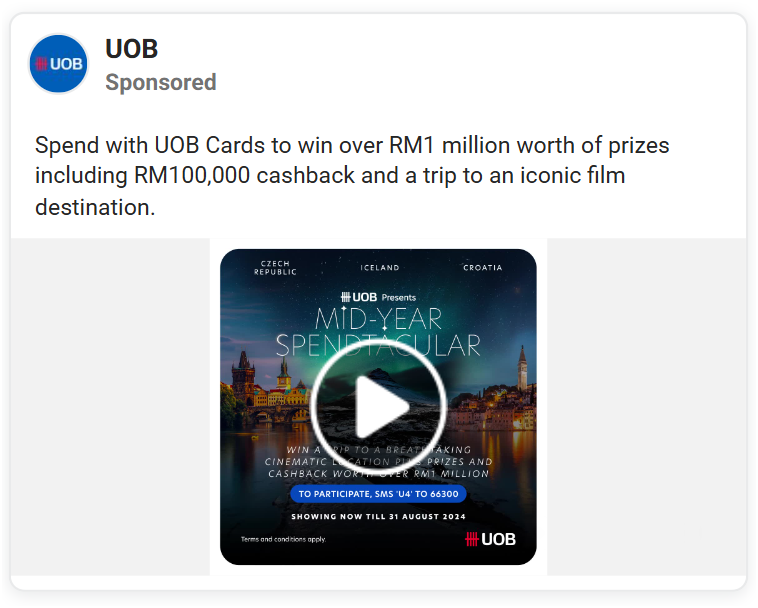 UOB
UOB
Sponsored
Spend with UOB Cards to win over RM1 million worth of prizes
including RM100,000 cashback and a trip to an iconic film
destination.
CZECH
REPUBLIC
ICELAND
CROATIA
UOB Presents
MID-YEAR
SPENDTACULAR
WIN A TRIP TO A BREATHTAKING
CINEMATIC LOCATION PLUS PRIZES AND
CASHBACK WORTH OVER RM1 MILLION
TO PARTICIPATE, SMS 'U4' TO 66300
SHOWING NOW TILL 31 AUGUST 2024
Terms and conditions apply.
UOB